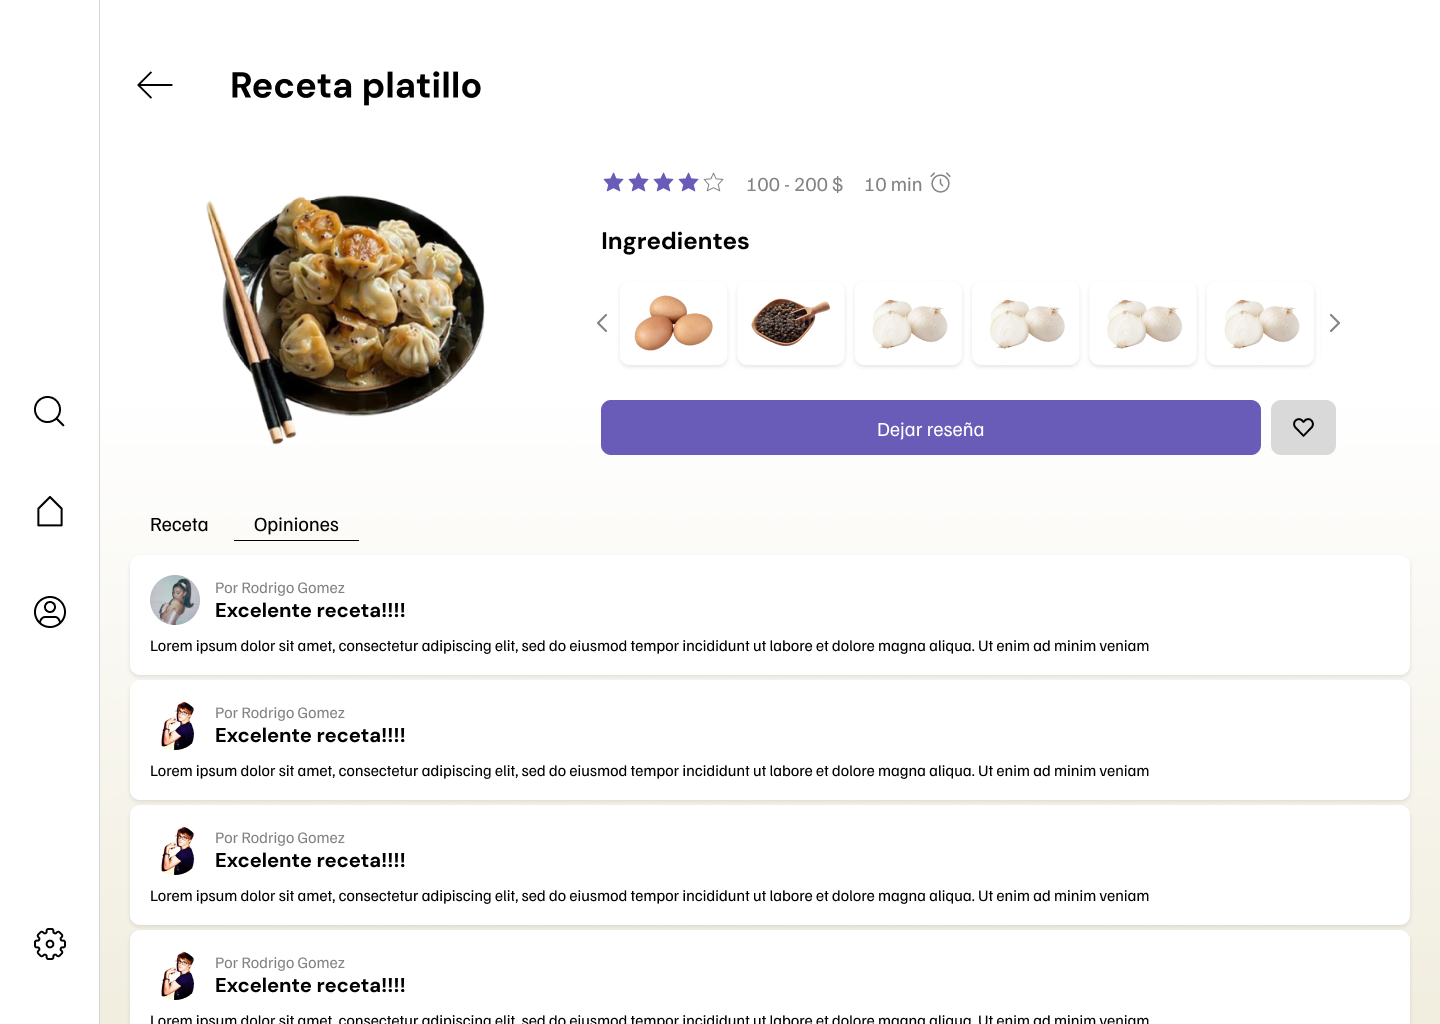 Receta platillo
100 - 200 $ 10 min
Ingredientes
Dejar reseña
Receta Opiniones
Por Rodrigo Gomez
Excelente receta!!!!
Lorem ipsum dolor sit amet, consectetur adipiscing elit, sed do eiusmod tempor incididunt ut labore et dolore magna aliqua. Ut enim ad minim veniam
Por Rodrigo Gomez
Excelente receta!!!!
Lorem ipsum dolor sit amet, consectetur adipiscing elit, sed do eiusmod tempor incididunt ut labore et dolore magna aliqua. Ut enim ad minim veniam
Por Rodrigo Gomez
Excelente receta!!!!
Lorem ipsum dolor sit amet, consectetur adipiscing elit, sed do eiusmod tempor incididunt ut labore et dolore magna aliqua. Ut enim ad minim veniam
Por Rodrigo Gomez
Excelente receta!!!!
Lorem ipsum dolor sit amet, consectetur adipiscing elit, sed do eiusmod tempor incididunt ut labore et dolore magna aliqua. Ut enim ad minim veniam